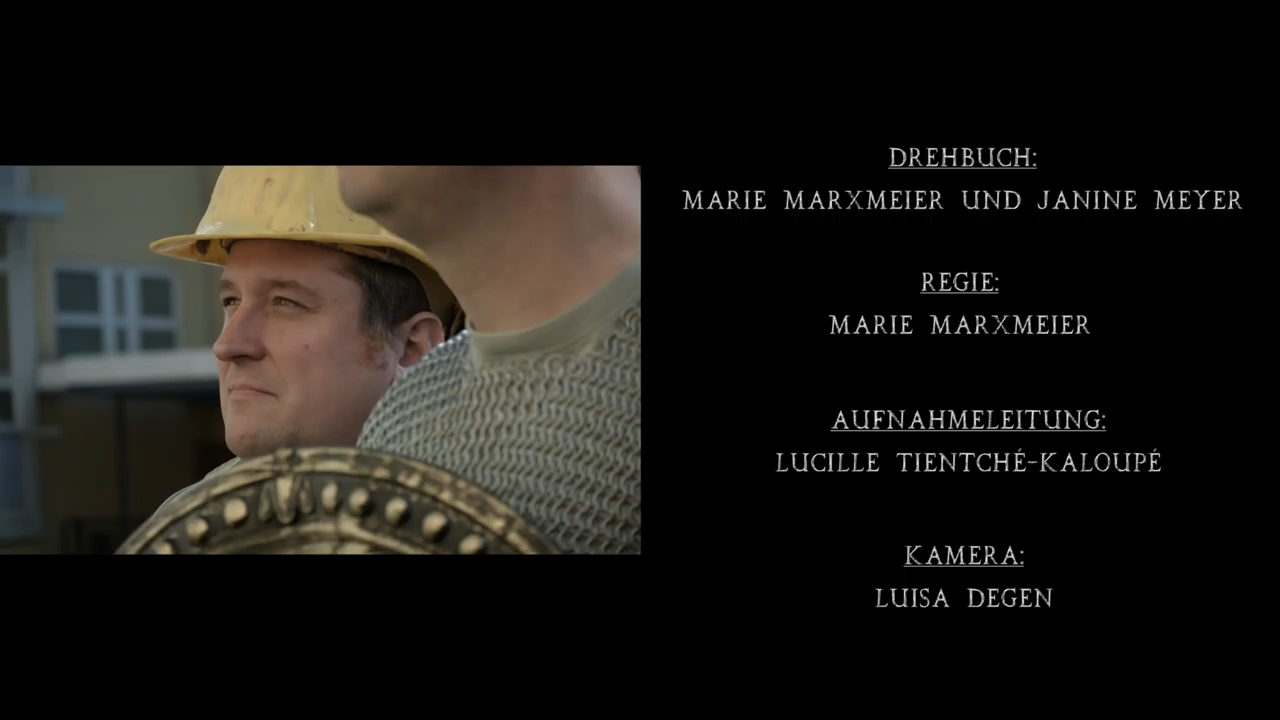 DREHBUCH:
MARIE MARXMEIER UND JANINE MEYER
REGIE:
MARIE MARXMEIER
AUFNAHMELEITUNG:
LUCILLE TIENTCHÉ-KALOUPÉ
KAMERA:
LUISA DEGEN